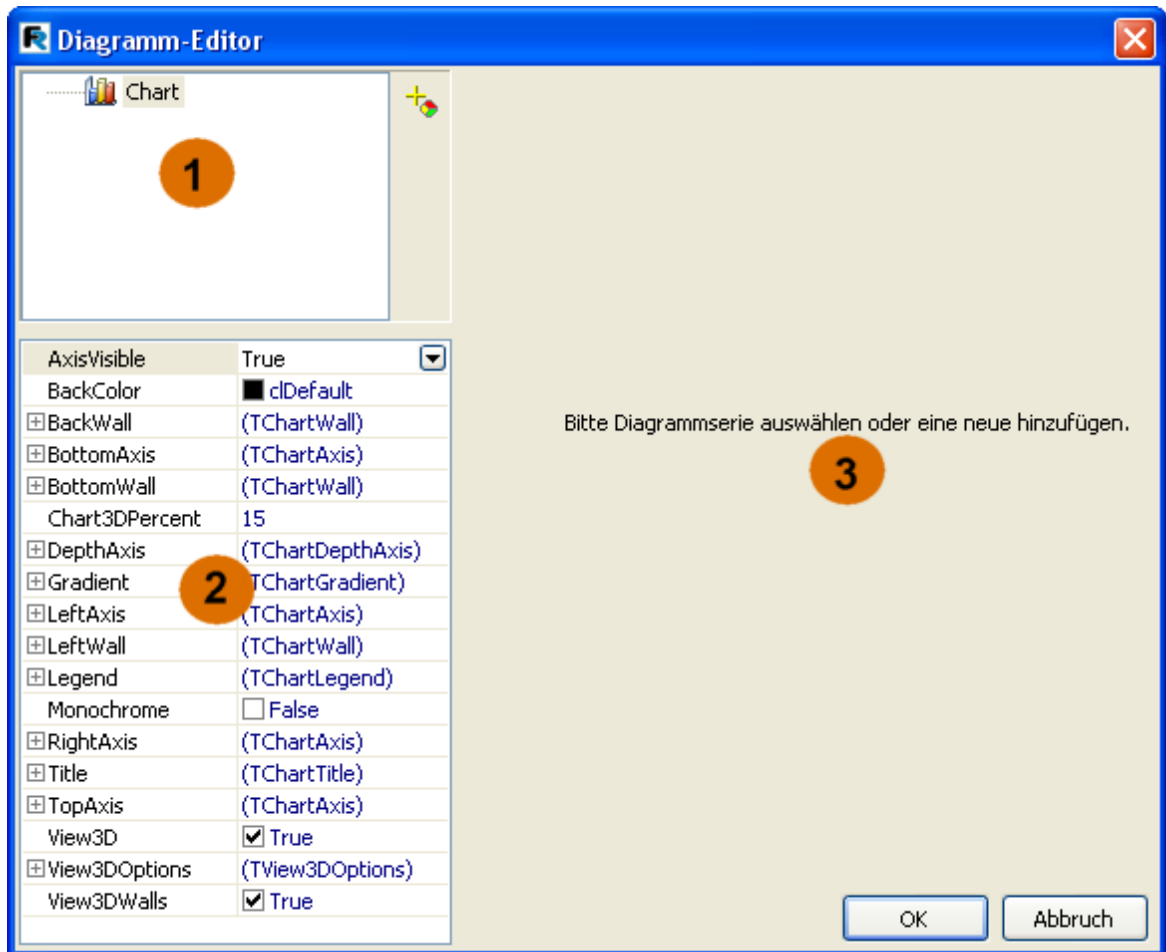 Diagramm-Editor
Chart
1
AxisVisible True
BackColor clDefault
BackWall (TChartWall)
BottomAxis (TChartAxis)
BottomWall (TChartWall)
Chart3DPercent 15
DepthAxis (TChartDepthAxis)
Gradient TChartGradient)
2
LeftAxis (TChartAxis)
LeftWall (TChartWall)
Legend (TChartLegend)
Monochrome False
RightAxis (TChartAxis)
Title (TChartTitle)
TopAxis (TChartAxis)
View3D True
View3DOptions (TView3DOptions)
View3DWalls True
Bitte Diagrammserie auswählen oder eine neue hinzufügen.
3
OK Abbruch